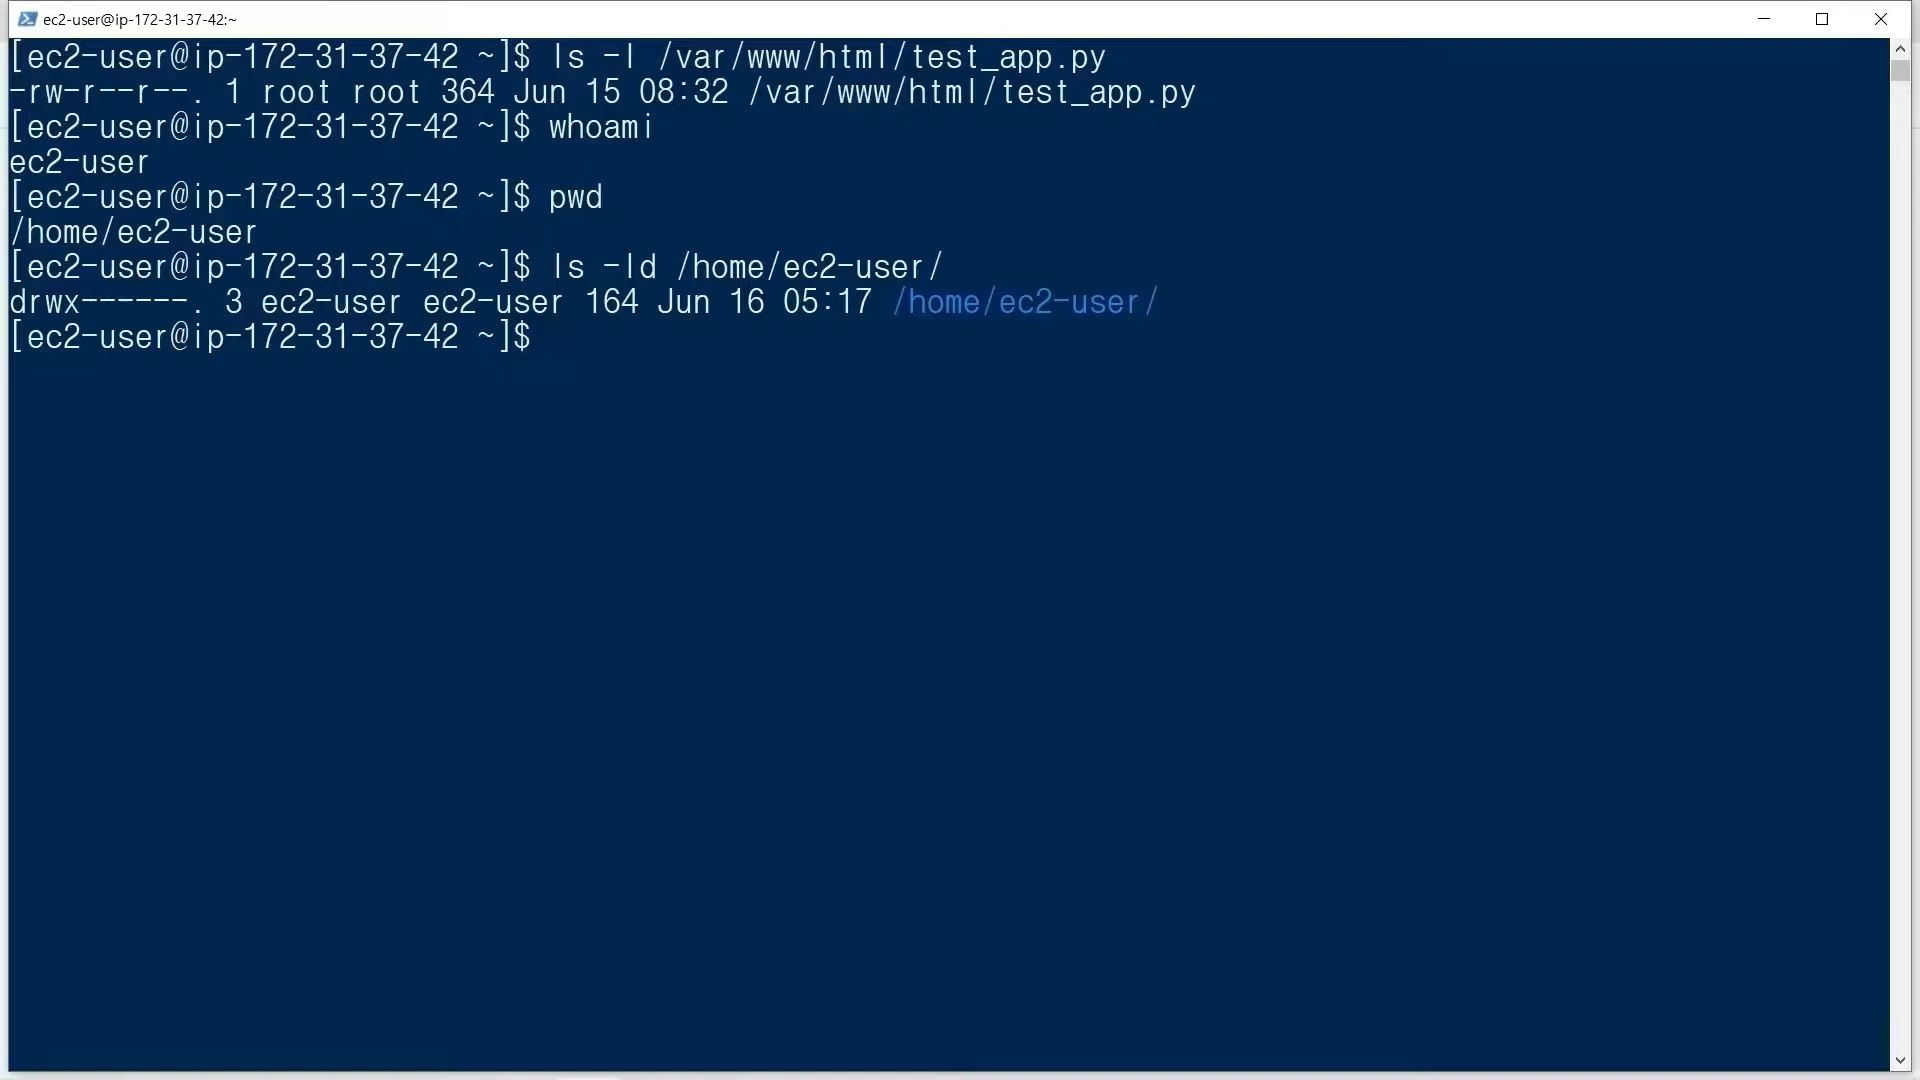 ec2-user@ip-172-31-37-42:~
[ec2-user@ip-172-31-37-42 ~]$ ls -l /var/www/html/test_app.py
-rw-r--r--. 1 root root 364 Jun 15 08:32 /var/www/html/test_app.py
[ec2-user@ip-172-31-37-42 ~]$ whoami
ec2-user
[ec2-user@ip-172-31-37-42 ~]$ pwd
/home/ec2-user
[ec2-user@ip-172-31-37-42 ~]$ ls -ld /home/ec2-user/
drwx------. 3 ec2-user ec2-user 164 Jun 16 05:17 /home/ec2-user/
[ec2-user@ip-172-31-37-42 ~]$